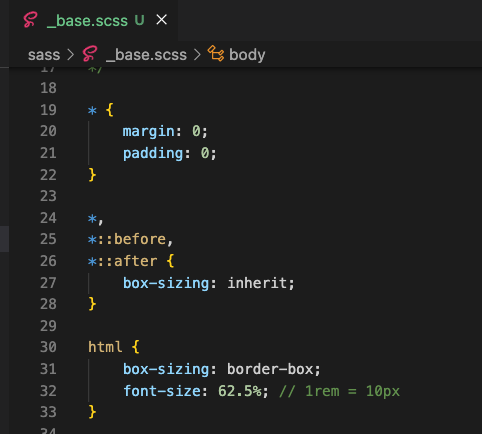 _base.scss U ×
sass > _base.scss > body
17 */
18
19 * {
20 margin: 0;
21 padding: 0;
22 }
23
24 *,
25 *::before,
26 *::after {
27 box-sizing: inherit;
28 }
29
30 html {
31 box-sizing: border-box;
32 font-size: 62.5%; // 1rem = 10px
33 }
34